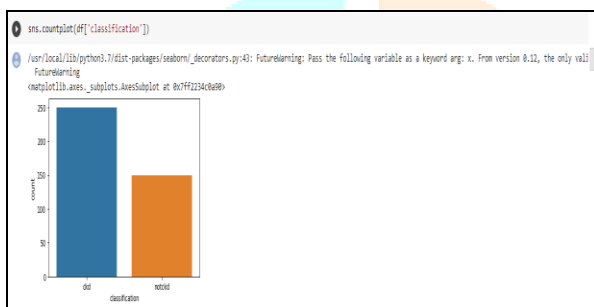 sns.countplot(df['classification'])
/usr/local/lib/python3.7/dist-packages/seaborn/_decorators.py:43: FutureWarning: Pass the following variable as a keyword arg: x. From version 0.12, the only vali
FutureWarning
<matplotlib.axes._subplots.AxesSubplot at 0x7ff2234c0a90>
250
200
150
100
50
0
count
ckd
notckd
classification